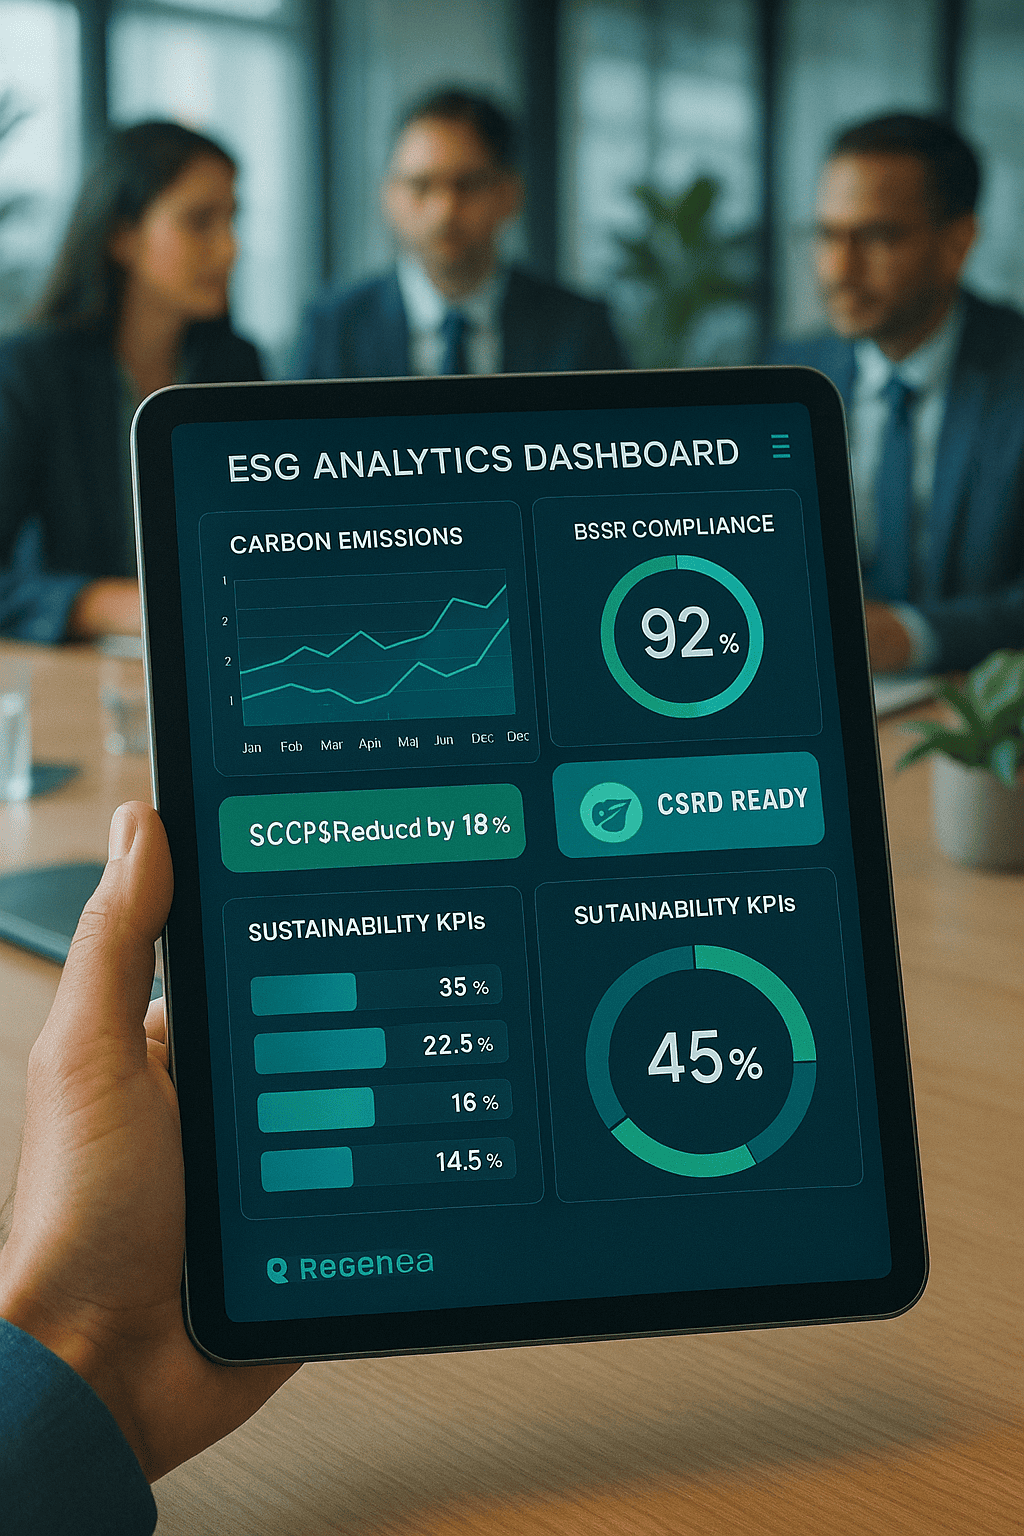 ESG ANALYTICS DASHBOARD
CARBON EMISSIONS
1
2
2
1
Jan Fob Mar Apii Maj Jun Dec Dec
BSSR COMPLIANCE
92%
SCCP$Reducd by 18%
CSRD READY
SUSTAINABILITY KPIs
35 %
22.5 %
16 %
14.5 %
SUTAINABILITY KPIs
45%
Regenea